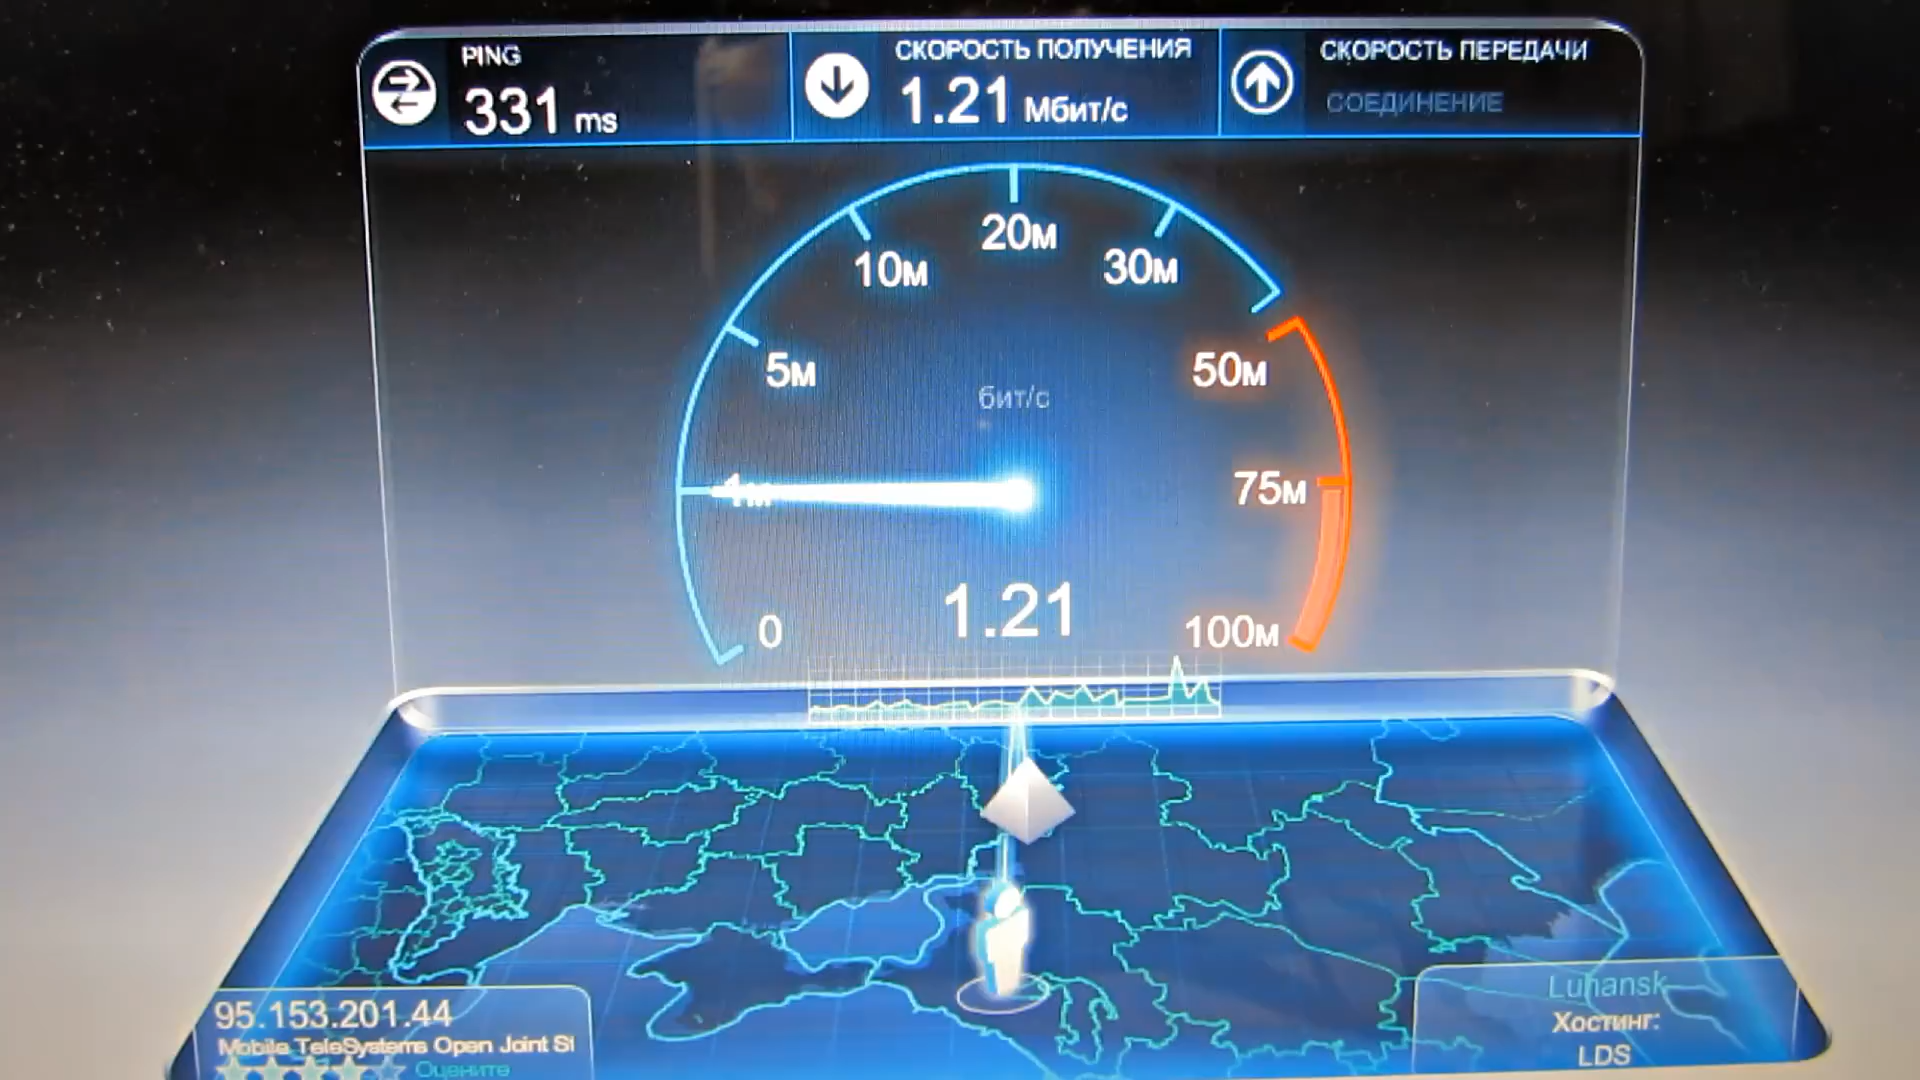 PING
331 ms
СКОРОСТЬ ПОЛУЧЕНИЯ
1.21 Мбит/с
СКОРОСТЬ ПЕРЕДАЧИ
СОЕДИНЕНИЕ
20м
10м
30м
5м
50м
бит/с
1м
75м
1.21
0
100м
95.153.201.44
Mobile TeleSystems Open Joint St
Оцените
Luhansk
Хостинг:
LDS